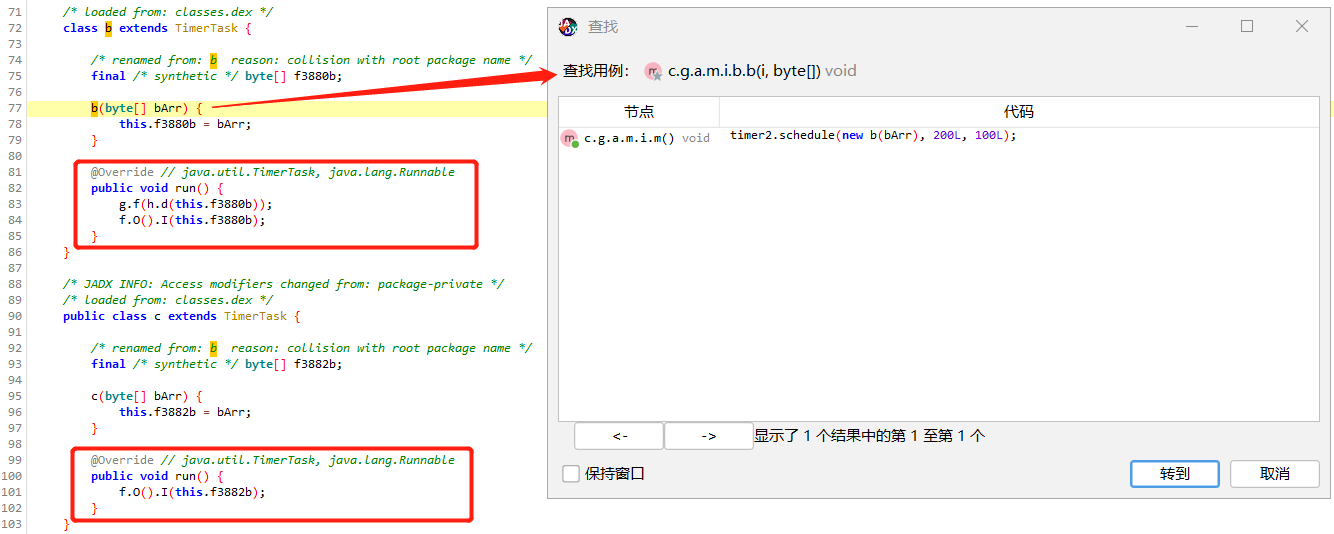 71 /* loaded from: classes.dex */
72 class b extends TimerTask {
73
74 /* renamed from: b  reason: collision with root package name */
75 final /* synthetic */ byte[] f3880b;
76
77 b(byte[] bArr) {
78 this.f3880b = bArr;
79 }
80
81 @Override // java.util.TimerTask, java.lang.Runnable
82 public void run() {
83 g.f(h.d(this.f3880b));
84 f.O().I(this.f3880b);
85 }
86 }
87
88 /* JADX INFO: Access modifiers changed from: package-private */
89 /* loaded from: classes.dex */
90 public class c extends TimerTask {
91
92 /* renamed from: b  reason: collision with root package name */
93 final /* synthetic */ byte[] f3882b;
94
95 c(byte[] bArr) {
96 this.f3882b = bArr;
97 }
98
99 @Override // java.util.TimerTask, java.lang.Runnable
100 public void run() {
101 f.O().I(this.f3882b);
102 }
103 }
查找
查找用例： m c.g.a.m.i.b.b(i, byte[]) void
节点 代码
m c.g.a.m.i.m() void timer2.schedule(new b(bArr), 200L, 100L);
<- -> 显示了 1 个结果中的第 1 至第 1 个
保持窗口 转到 取消